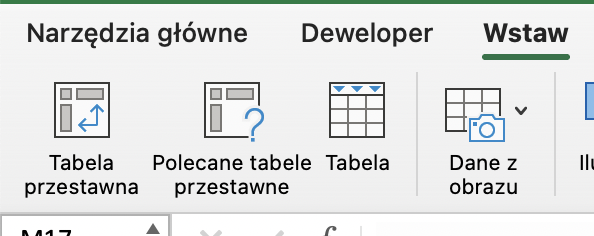 Narzędzia główne Deweloper Wstaw
Tabela Polecane tabele Tabela Dane z
przestawna przestawne obrazu